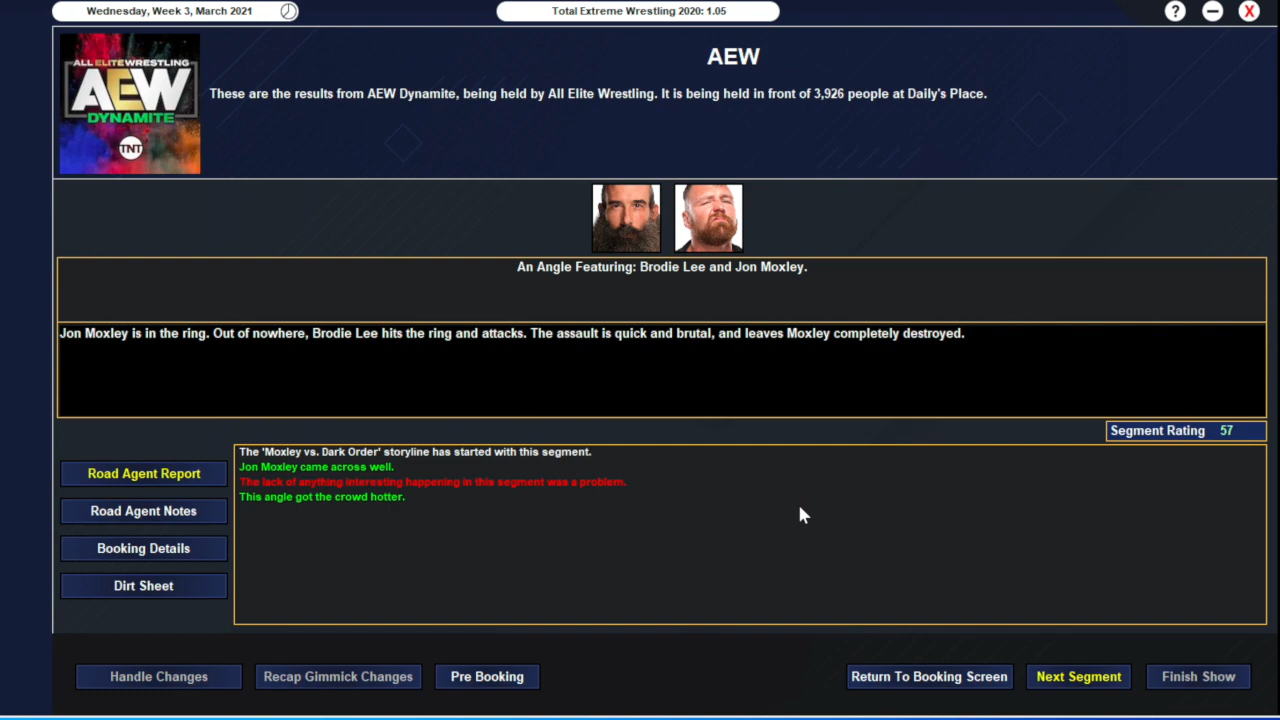 Wednesday, Week 3, March 2021
Total Extreme Wrestling 2020: 1.05
?
X
ALL ELITE WRESTLING
AEW
DYNAMITE
TNT
AEW
These are the results from AEW Dynamite, being held by All Elite Wrestling. It is being held in front of 3,926 people at Daily's Place.
An Angle Featuring: Brodie Lee and Jon Moxley.
Jon Moxley is in the ring. Out of nowhere, Brodie Lee hits the ring and attacks. The assault is quick and brutal, and leaves Moxley completely destroyed.
Segment Rating 57
Road Agent Report
Road Agent Notes
Booking Details
Dirt Sheet
The 'Moxley vs. Dark Order' storyline has started with this segment.
Jon Moxley came across well.
The lack of anything interesting happening in this segment was a problem.
This angle got the crowd hotter.
Handle Changes
Recap Gimmick Changes
Pre Booking
Return To Booking Screen
Next Segment
Finish Show